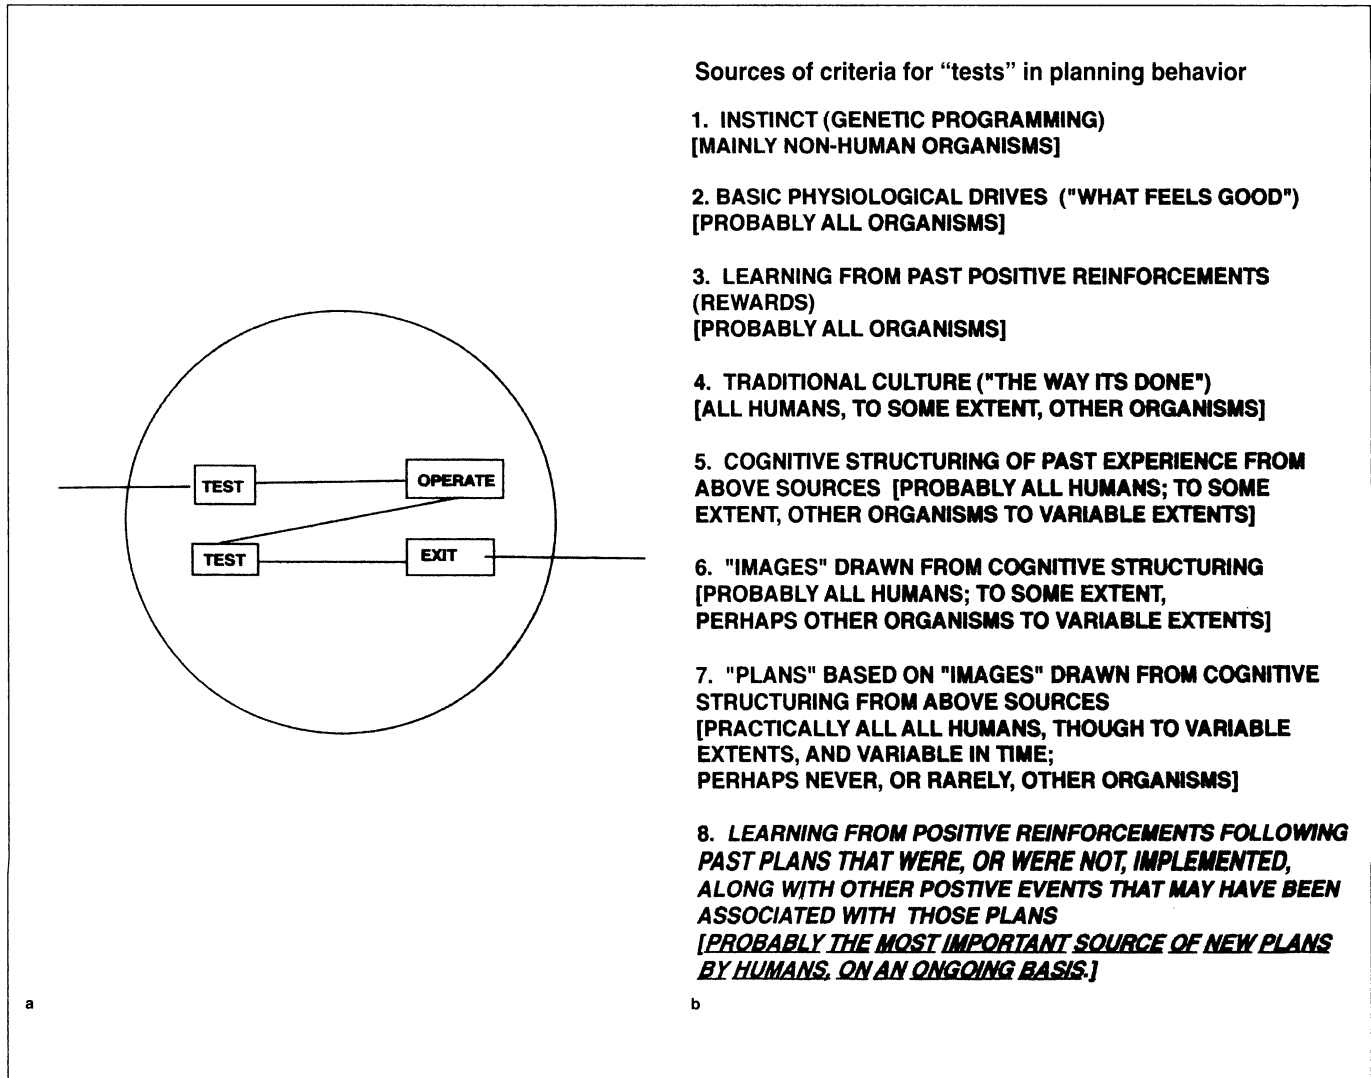 TEST
OPERATE
TEST
EXIT
a
Sources of criteria for “tests” in planning behavior
1. INSTINCT (GENETIC PROGRAMMING)
[MAINLY NON-HUMAN ORGANISMS]
2. BASIC PHYSIOLOGICAL DRIVES ("WHAT FEELS GOOD")
[PROBABLY ALL ORGANISMS]
3. LEARNING FROM PAST POSITIVE REINFORCEMENTS
(REWARDS)
[PROBABLY ALL ORGANISMS]
4. TRADITIONAL CULTURE ("THE WAY ITS DONE")
[ALL HUMANS, TO SOME EXTENT, OTHER ORGANISMS]
5. COGNITIVE STRUCTURING OF PAST EXPERIENCE FROM
ABOVE SOURCES [PROBABLY ALL HUMANS; TO SOME
EXTENT, OTHER ORGANISMS TO VARIABLE EXTENTS]
6. "IMAGES" DRAWN FROM COGNITIVE STRUCTURING
[PROBABLY ALL HUMANS; TO SOME EXTENT,
PERHAPS OTHER ORGANISMS TO VARIABLE EXTENTS]
7. "PLANS" BASED ON "IMAGES" DRAWN FROM COGNITIVE
STRUCTURING FROM ABOVE SOURCES
[PRACTICALLY ALL ALL HUMANS, THOUGH TO VARIABLE
EXTENTS, AND VARIABLE IN TIME;
PERHAPS NEVER, OR RARELY, OTHER ORGANISMS]
8. LEARNING FROM POSITIVE REINFORCEMENTS FOLLOWING
PAST PLANS THAT WERE, OR WERE NOT, IMPLEMENTED,
ALONG WITH OTHER POSTIVE EVENTS THAT MAY HAVE BEEN
ASSOCIATED WITH THOSE PLANS
[PROBABLY THE MOST IMPORTANT SOURCE OF NEW PLANS
BY HUMANS, ON AN ONGOING BASIS.]
b